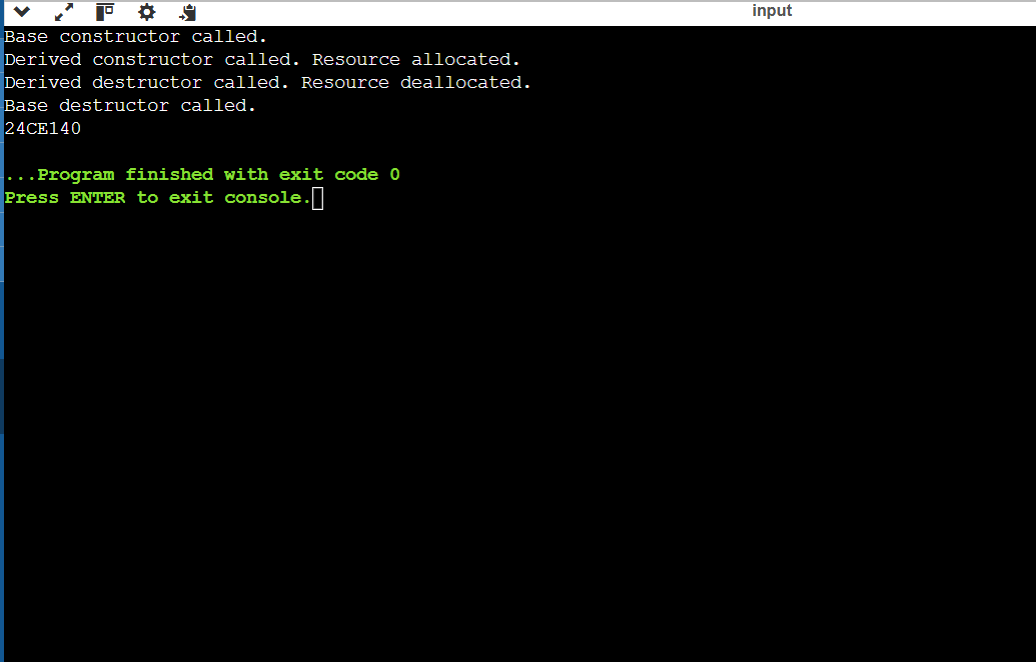 input
Base constructor called.
Derived constructor called. Resource allocated.
Derived destructor called. Resource deallocated.
Base destructor called.
24CE140
...Program finished with exit code 0
Press ENTER to exit console.